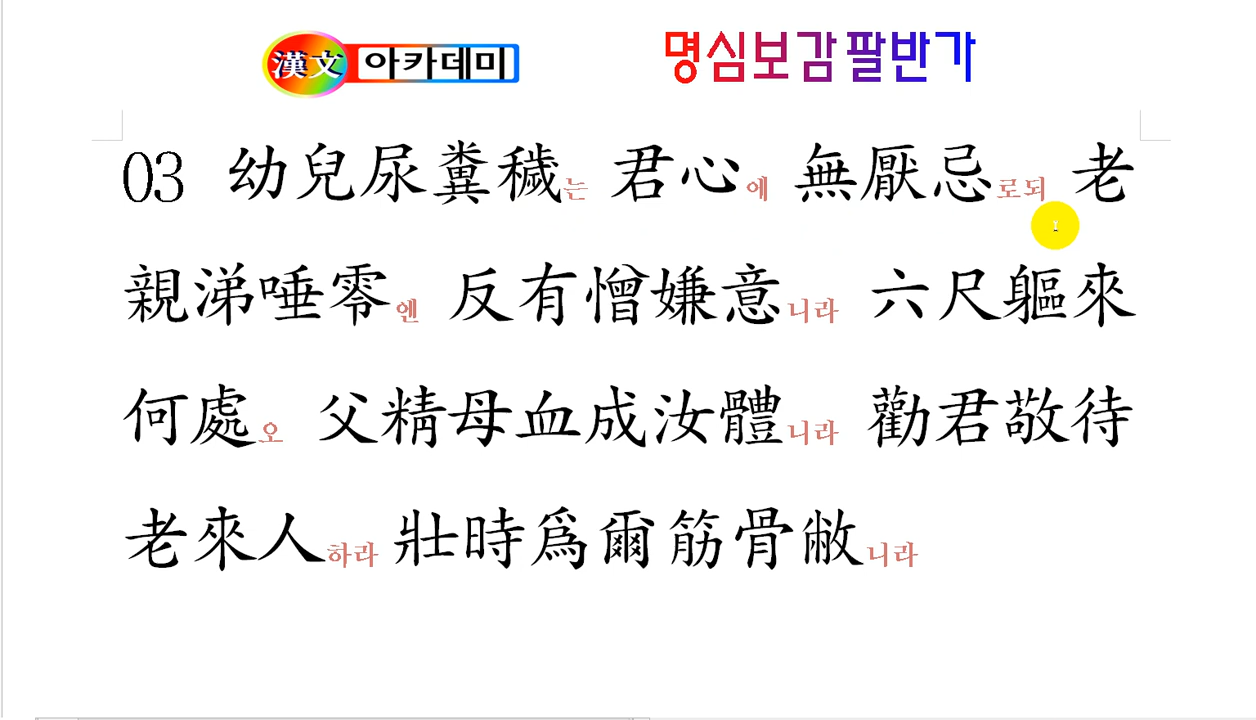 漢文 아카데미 명심보감팔반가
03 幼兒尿糞穢는 君心에 無厭忌로되 老
親涕唾零엔 反有憎嫌意니라 六尺軀來
何處오 父精母血成汝體니라 勸君敬待
老來人하라 壯時爲爾筋骨敝니라